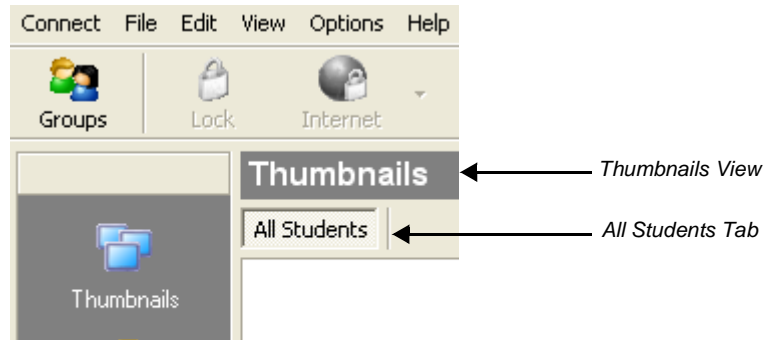 Connect File Edit View Options Help
Groups Lock Internet
Thumbnails
Thumbnails View
All Students
All Students Tab
Thumbnails